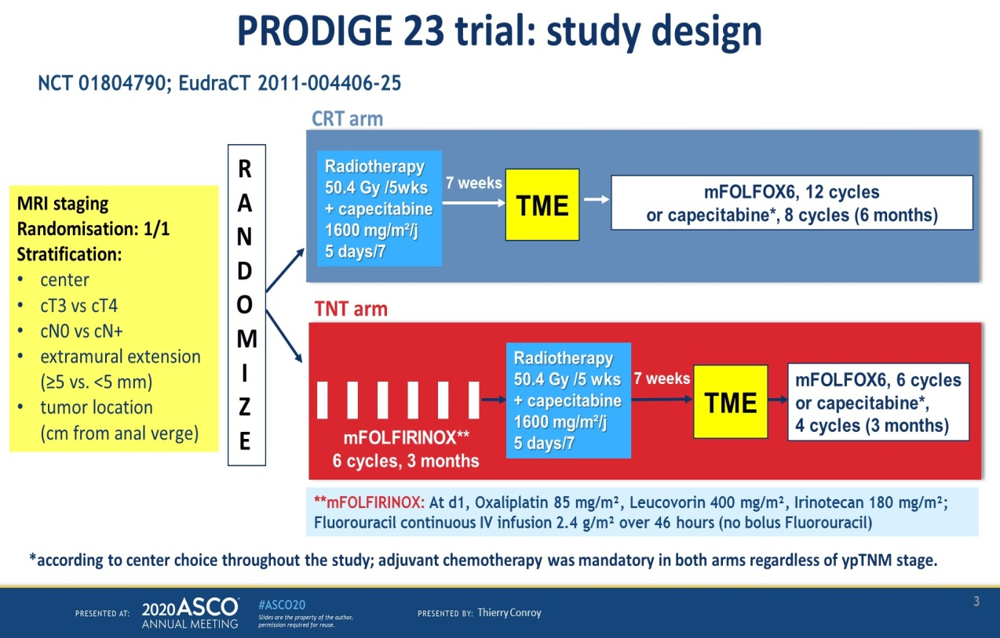 PRODIGE 23 trial: study design
NCT 01804790; EudraCT 2011-004406-25
MRI staging
Randomisation: 1/1
Stratification:
• center
• cT3 vs cT4
• cN0 vs cN+
• extramural extension
(≥5 vs. <5 mm)
• tumor location
(cm from anal verge)
R
A
N
D
O
M
I
Z
E
CRT arm
Radiotherapy
50.4 Gy /5wks
+ capecitabine
1600 mg/m²/j
5 days/7
7 weeks
TME
mFOLFOX6, 12 cycles
or capecitabine*, 8 cycles (6 months)
TNT arm
mFOLFIRINOX**
6 cycles, 3 months
Radiotherapy
50.4 Gy /5 wks
+ capecitabine
1600 mg/m²/j
5 days/7
7 weeks
TME
mFOLFOX6, 6 cycles
or capecitabine*,
4 cycles (3 months)
**mFOLFIRINOX: At d1, Oxaliplatin 85 mg/m², Leucovorin 400 mg/m², Irinotecan 180 mg/m²;
Fluorouracil continuous IV infusion 2.4 g/m² over 46 hours (no bolus Fluorouracil)
*according to center choice throughout the study; adjuvant chemotherapy was mandatory in both arms regardless of ypTNM stage.
PRESENTED AT:
2020 ASCO
ANNUAL MEETING
#ASCO20
Slides are the property of the author,
permission required for reuse.
PRESENTED BY: Thierry Conroy
3